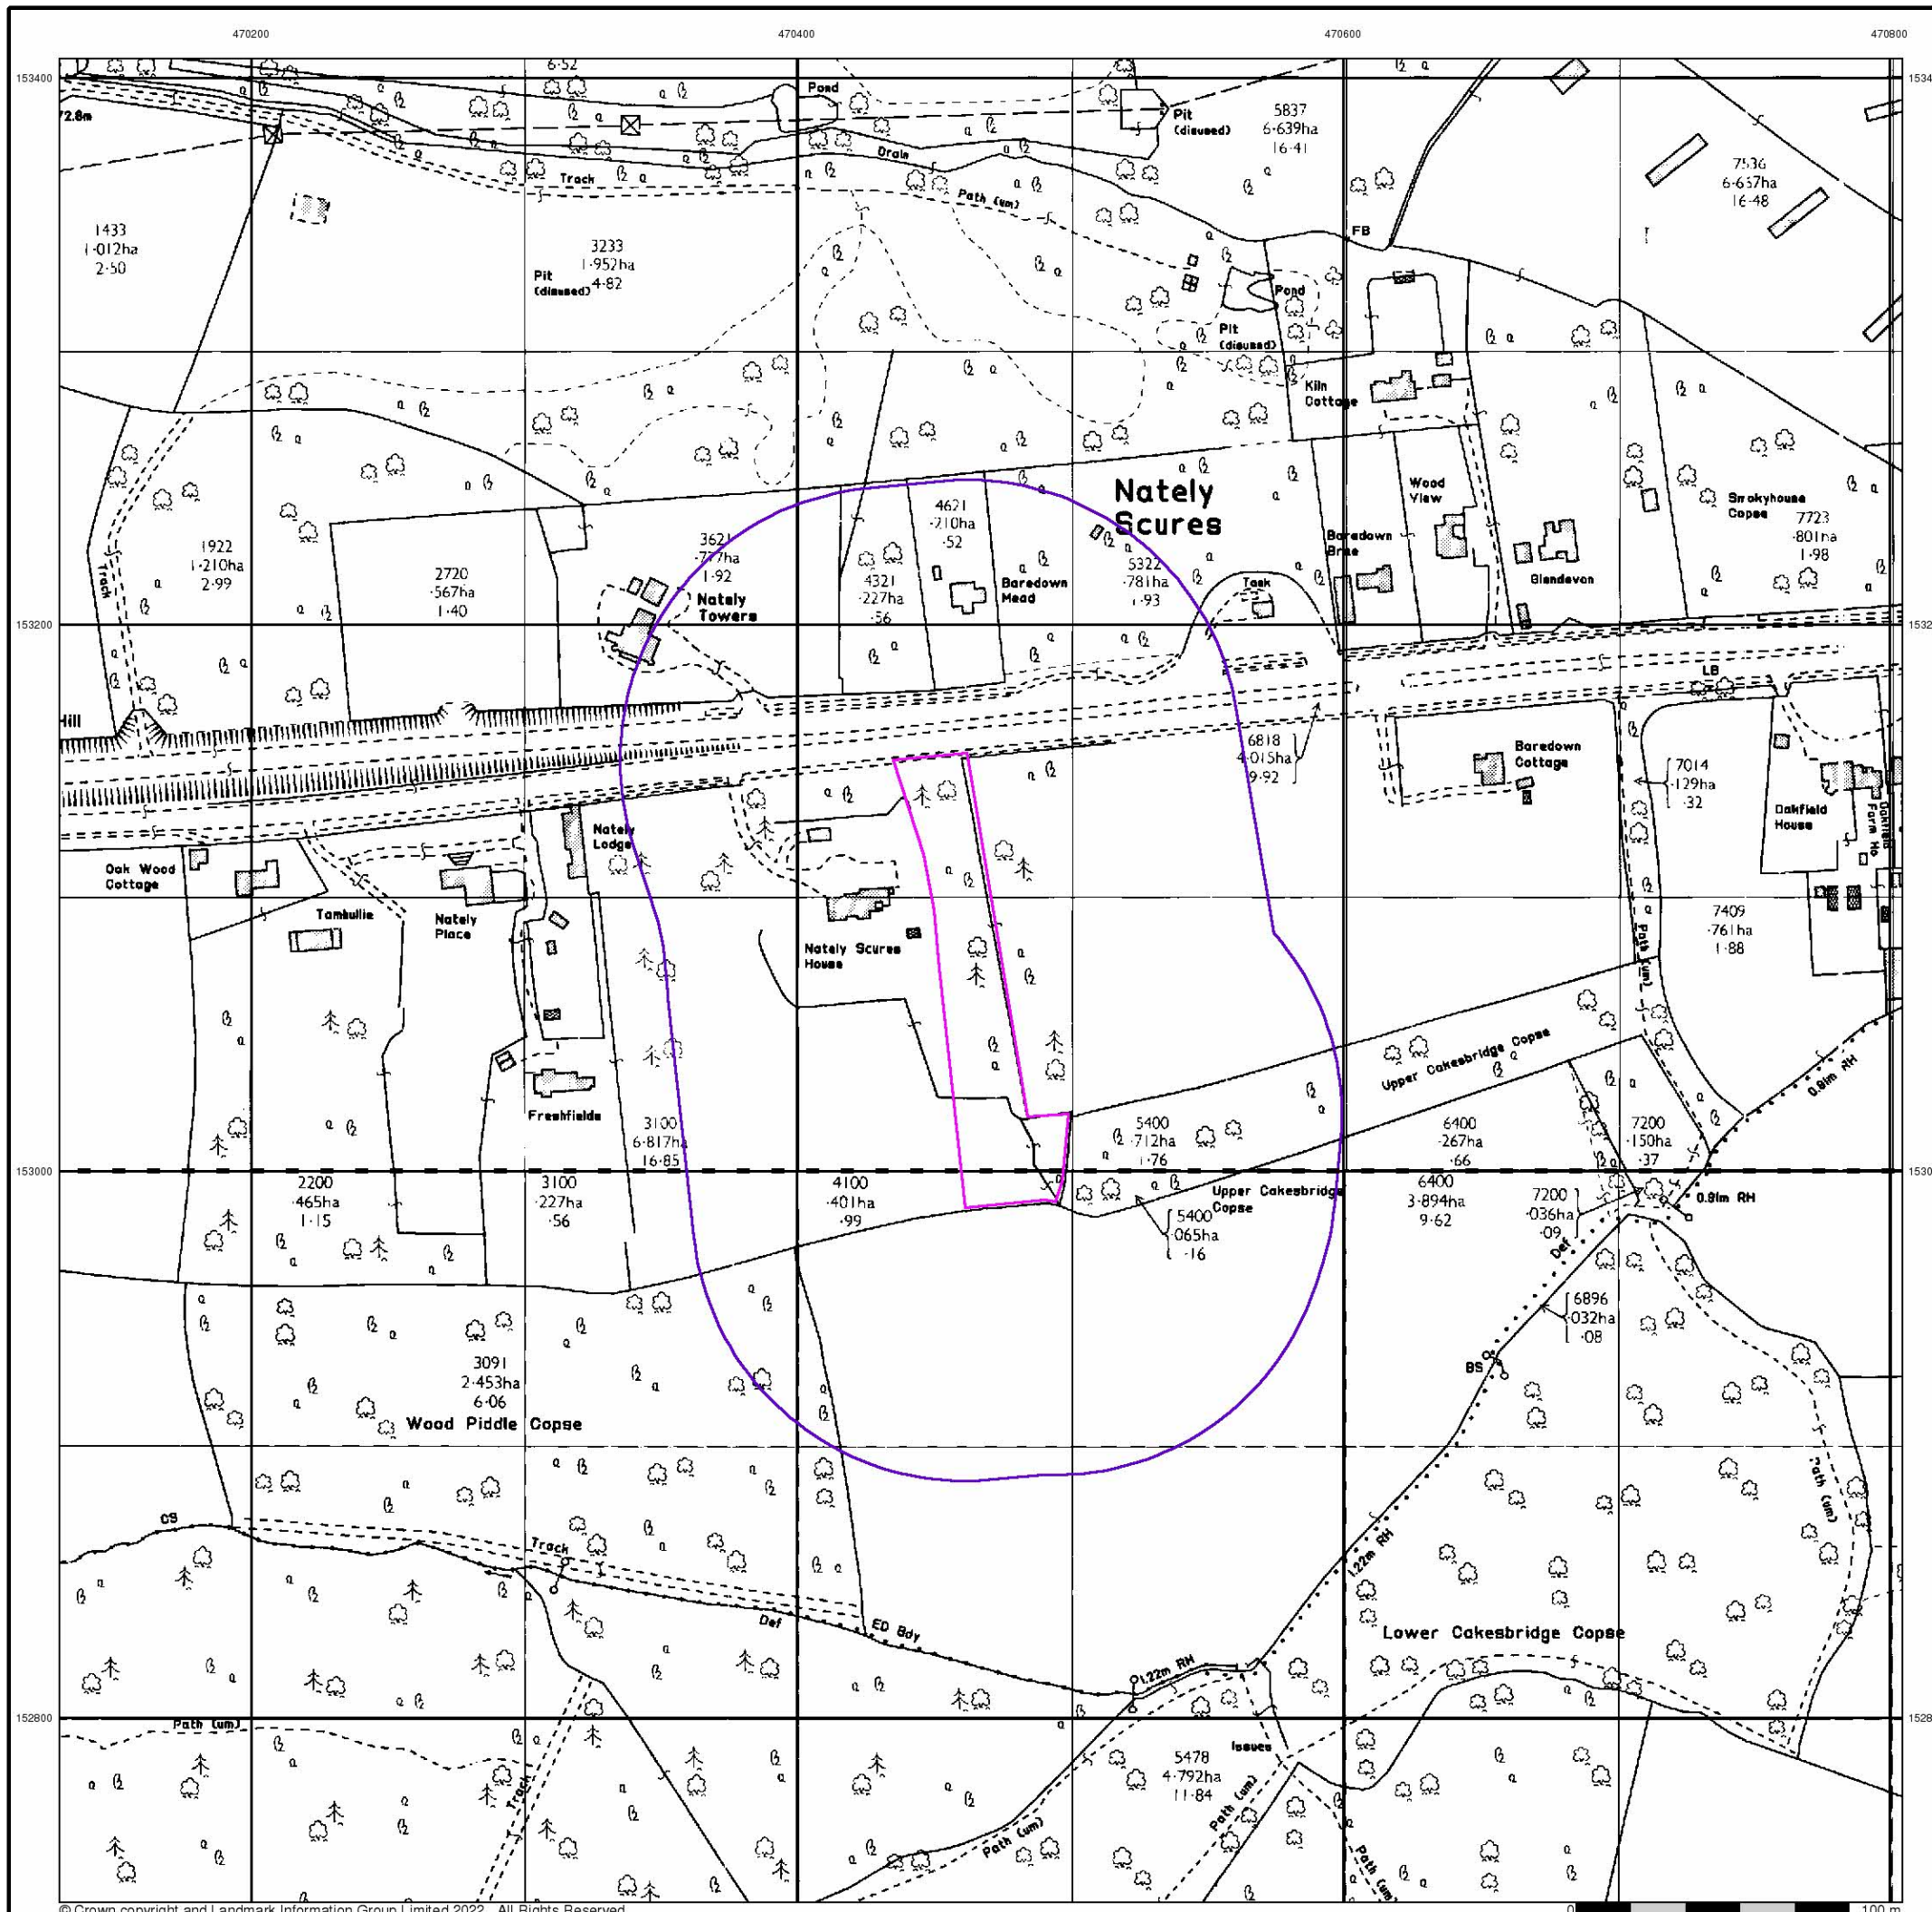 470200
470400
470600
470800
153400
6·52
Pond
Pit
(disused)
5837
6·639ha
16·41
72.8m
Drain
Track
Path (um)
7536
6·637ha
16·48
1433
1·012ha
2·50
3233
1·952ha
4·82
Pit
(disused)
FB
Pond
Pit
(disused)
Kiln
Cottage
Nately
Scures
Wood
View
Smokyhouse
Copse
7723
·801ha
1·98
4621
·210ha
·52
3621
·777ha
1·92
1922
1·210ha
2·99
Track
2720
·567ha
1·40
Nately
Towers
4321
·227ha
·56
Baredown
Mead
5322
·781ha
1·93
Baredown
Brae
Tank
Glendevon
153200
Hill
LB
6818
4·015ha
9·92
Baredown
Cottage
7014
·129ha
·32
Oakfield
House
Oakfield
Farm Ho
Nately
Lodge
Oak Wood
Cottage
Tamkullie
Nately
Place
Nately Scures
House
7409
·761ha
1·88
Path (um)
Upper Cakesbridge Copse
0.91m RH
Freshfields
3100
6·817ha
16·85
5400
·712ha
1·76
6400
·267ha
·66
7200
·150ha
·37
153000
2200
·465ha
1·15
3100
·227ha
·56
4100
·401ha
·99
Upper Cakesbridge
Copse
5400
·065ha
·16
6400
3·894ha
9·62
7200
·036ha
·09
0.91m RH
Def
6896
·032ha
·08
BS
3091
2·453ha
6·06
Wood Piddle Copse
Path (um)
CS
Track
1.22m RH
Def
ED Bdy
Lower Cakesbridge Copse
1.22m RH
152800
Path (um)
Track
Issues
5478
4·792ha
11·84
Path (um)
Path (um)
Path (um)
© Crown copyright and Landmark Information Group Limited 2022. All Rights Reserved.
0
100 m